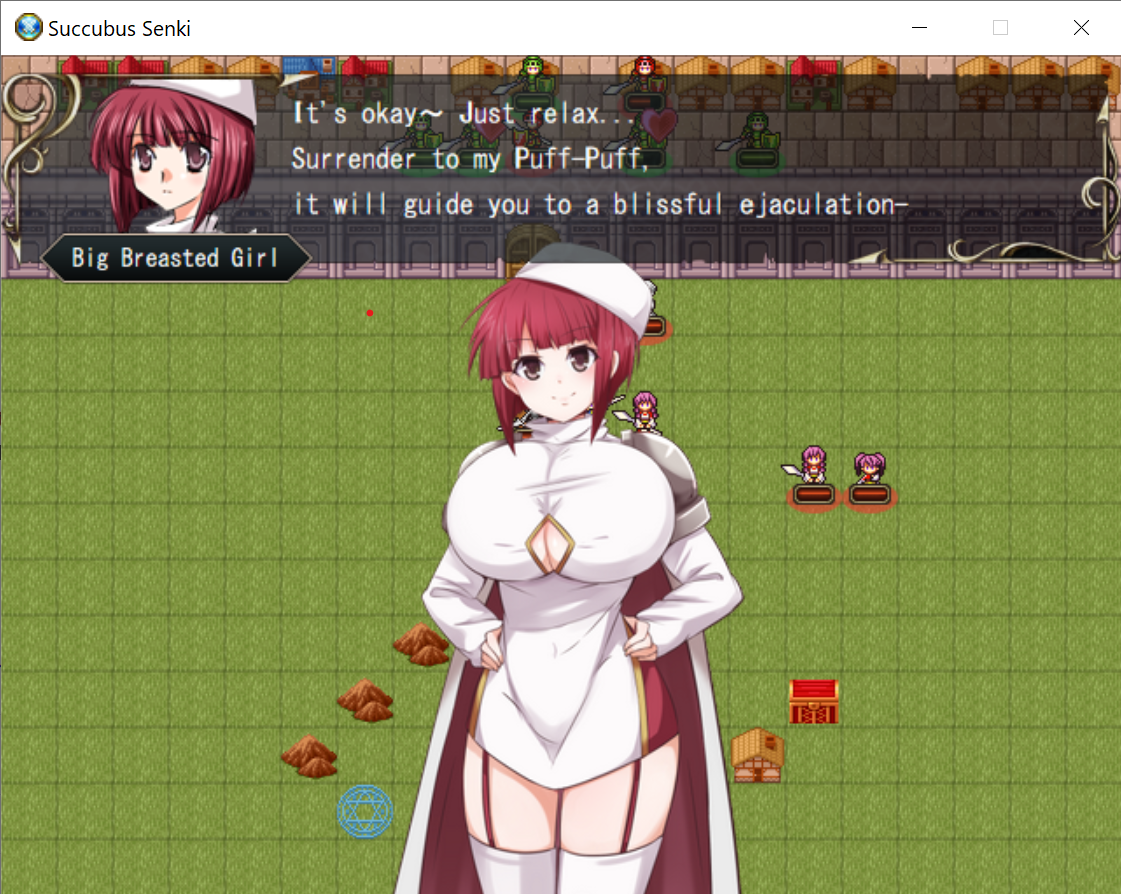 Succubus Senki
It's okay～ Just relax...
Surrender to my Puff-Puff,
it will guide you to a blissful ejaculation—
Big Breasted Girl